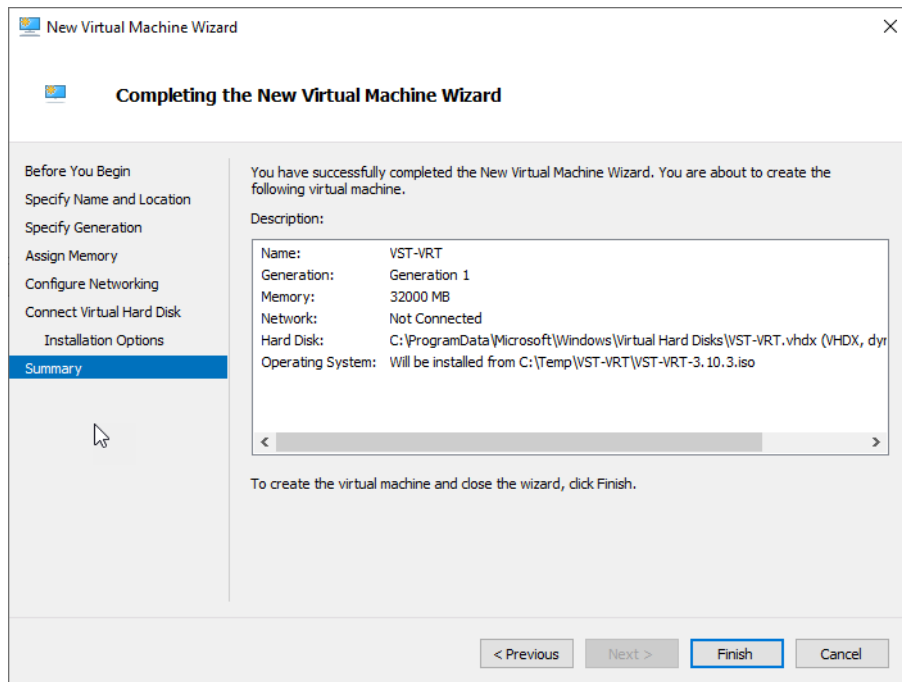 New Virtual Machine Wizard
Completing the New Virtual Machine Wizard
Before You Begin
Specify Name and Location
Specify Generation
Assign Memory
Configure Networking
Connect Virtual Hard Disk
Installation Options
Summary
You have successfully completed the New Virtual Machine Wizard. You are about to create the
following virtual machine.
Description:
Name: VST-VRT
Generation: Generation 1
Memory: 32000 MB
Network: Not Connected
Hard Disk: C:\ProgramData\Microsoft\Windows\Virtual Hard Disks\VST-VRT.vhdx (VHDX, dyr
Operating System: Will be installed from C:\Temp\VST-VRT\VST-VRT-3.10.3.iso
To create the virtual machine and close the wizard, click Finish.
< Previous
Next >
Finish
Cancel